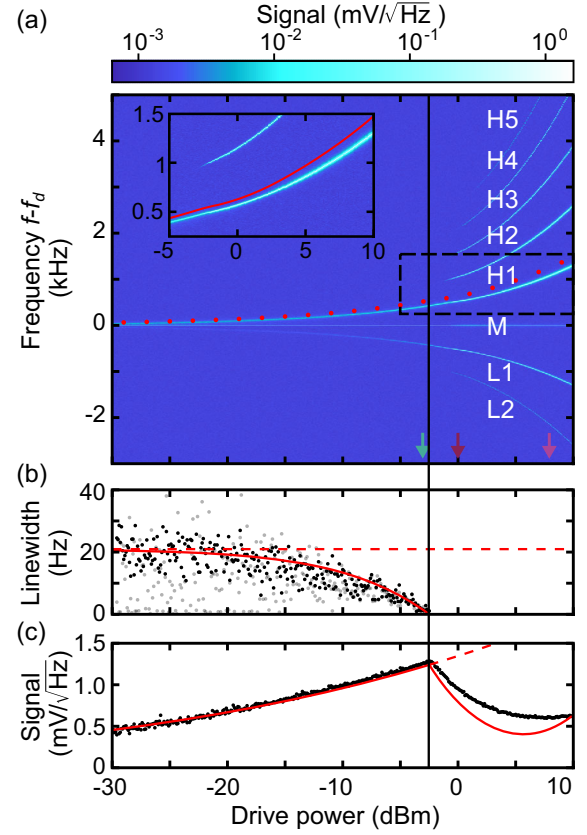 (a)
Signal (mV/√Hz)
10⁻³ 10⁻² 10⁻¹ 10⁰
Frequency f-f_d
(kHz)
4
2
0
-2
1.5
1
0.5
-5 0 5 10
H5
H4
H3
H2
H1
M
L1
L2
(b)
Linewidth
(Hz)
40
20
0
(c)
Signal
(mV/√Hz)
1.5
1.0
0.5
0
-30 -20 -10 0 10
Drive power (dBm)